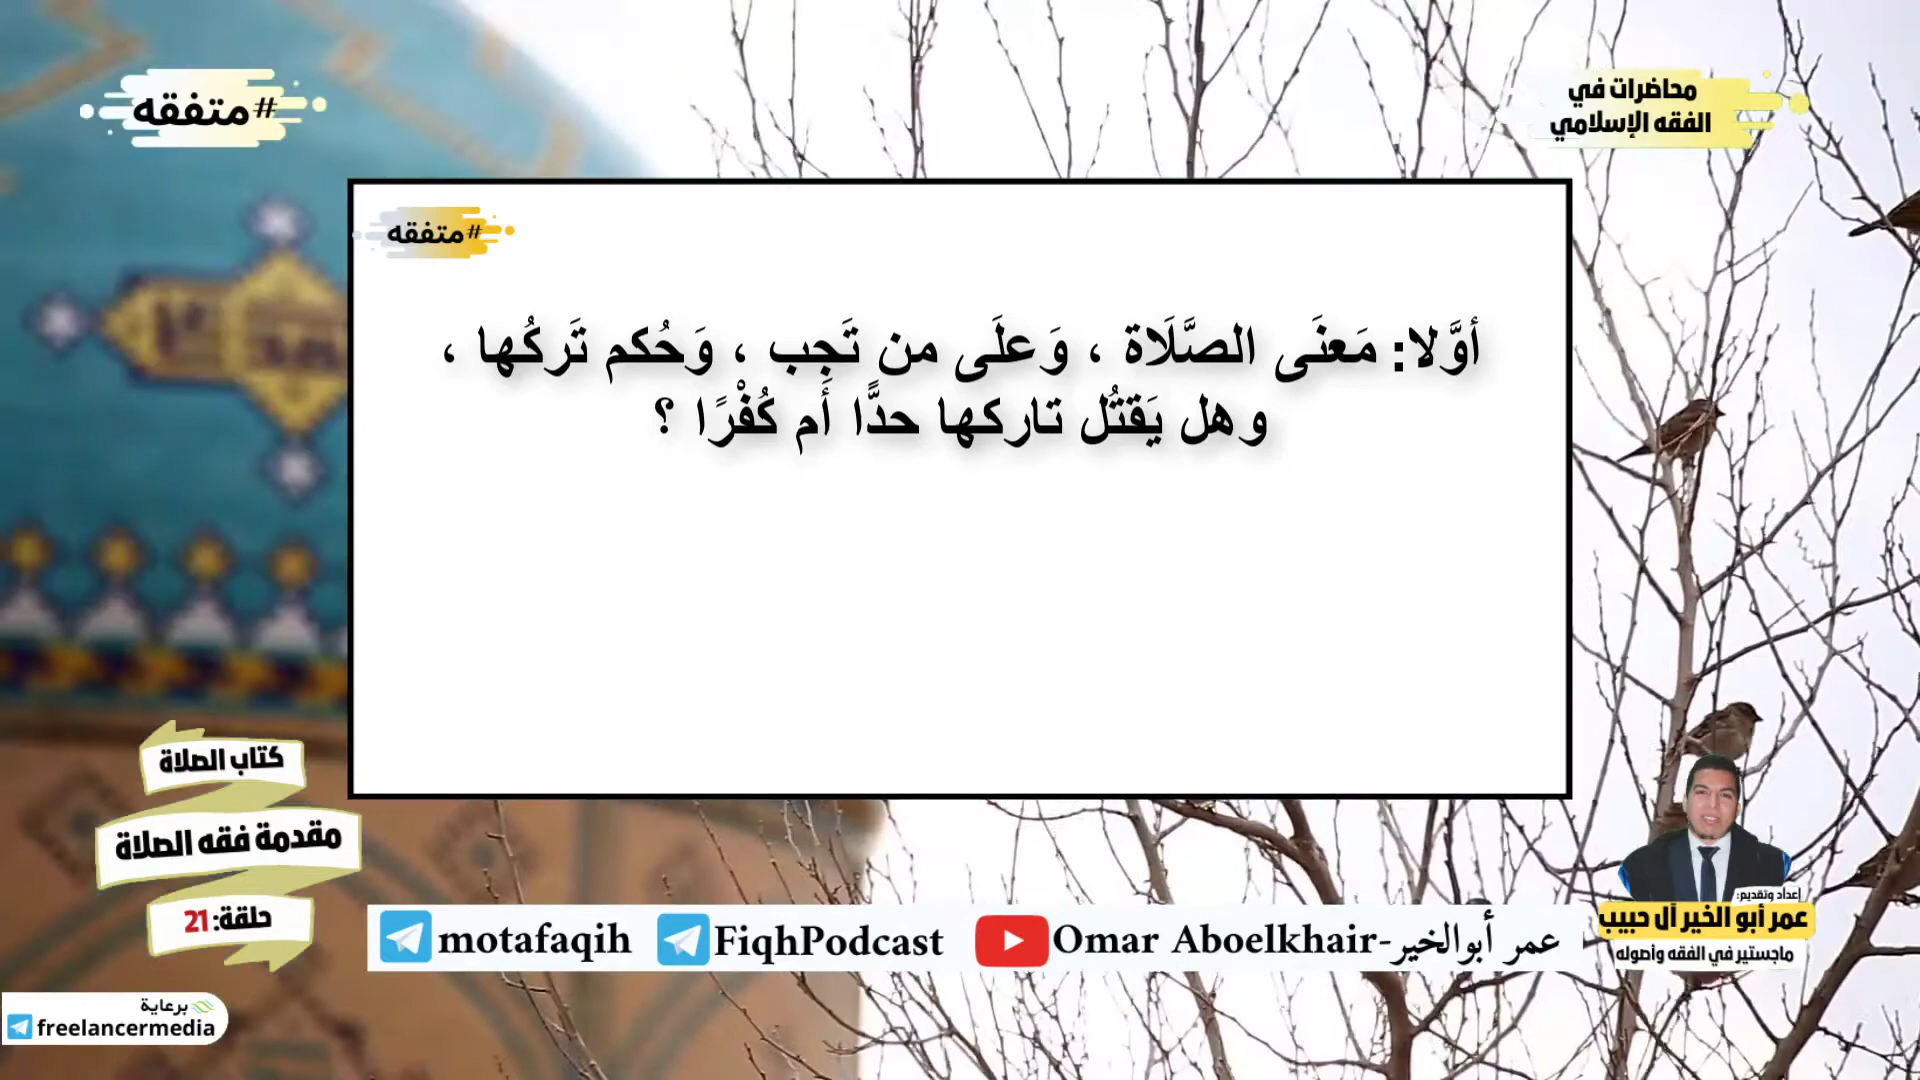 محاضرات في
الفقه الإسلامي
#متفقه
#متفقه
أوَّلا: مَعنَى الصَّلَاة ، وَعلَى من تَجِب ، وَحُكم تَركُها ،
وهل يَقتُل تاركها حدًّا أَم كُفْرًا ؟
كتاب الصلاة
مقدمة فقه الصلاة
حلقة: 21
إعداد وتقديم:
عمر أبو الخير آل حبيب
ماجستير في الفقه وأصوله
motafaqih
FiqhPodcast
Omar Aboelkhair-عمر أبوالخير
برعاية
freelancermedia